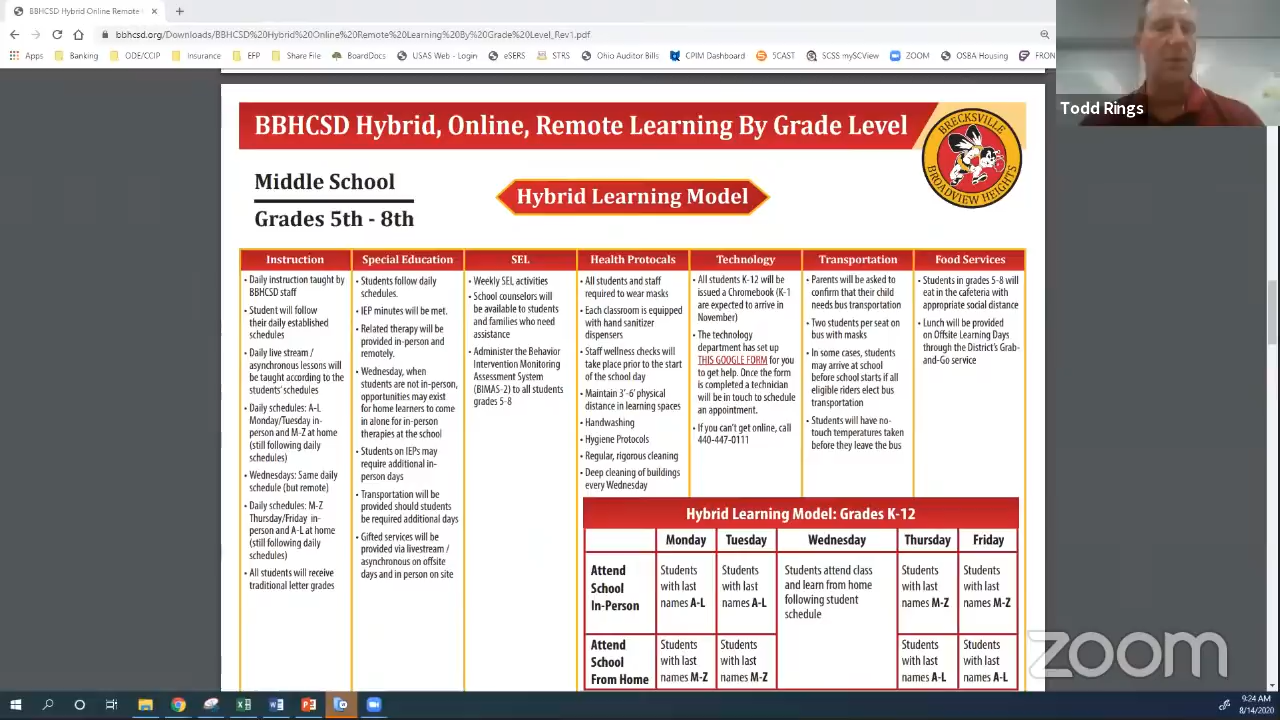 BBHCSD Hybrid Online Remote
bbhcsd.org/Downloads/BBHCSD%20Hybrid%20Online%20Remote%20Learning%20By%20Grade%20Level_Rev1.pdf
Apps Banking ODE/CCIP Insurance EFP Share File BoardDocs USAS Web - Login eSERS STRS Ohio Auditor Bills CPIM Dashboard 5CAST SCSS mySCView ZOOM OSBA Housing FRON
Todd Rings
BBHCSD Hybrid, Online, Remote Learning By Grade Level
BRECKSVILLE
BROADVIEW HEIGHTS
Middle School
Grades 5th - 8th
Hybrid Learning Model
Instruction
• Daily instruction taught by
BBHCSD staff
• Student will follow
their daily established
schedules
• Daily live stream /
asynchronous lessons will
be taught according to the
students' schedules
• Daily schedules: A-L
Monday/Tuesday in-
person and M-Z at home
(still following daily
schedules)
• Wednesdays: Same daily
schedule (but remote)
• Daily schedules: M-Z
Thursday/Friday in-
person and A-L at home
(still following daily
schedules)
• All students will receive
traditional letter grades
Special Education
• Students follow daily
schedules.
• IEP minutes will be met.
• Related therapy will be
provided in-person and
remotely.
• Wednesday, when
students are not in-person,
opportunities may exist
for home learners to come
in alone for in-person
therapies at the school
• Students on IEPs may
require additional in-
person days
• Transportation will be
provided should students
be required additional days
• Gifted services will be
provided via livestream /
asynchronous on offsite
days and in person on site
SEL
• Weekly SEL activities
• School counselors will
be available to students
and families who need
assistance
• Administer the Behavior
Intervention Monitoring
Assessment System
(BIMAS-2) to all students
grades 5-8
Health Protocals
• All students and staff
required to wear masks
• Each classroom is equipped
with hand sanitizer
dispensers
• Staff wellness checks will
take place prior to the start
of the school day
• Maintain 3'-6' physical
distance in learning spaces
• Handwashing
• Hygiene Protocols
• Regular, rigorous cleaning
• Deep cleaning of buildings
every Wednesday
Technology
• All students K-12 will be
issued a Chromebook (K-1
are expected to arrive in
November)
• The technology
department has set up
THIS GOOGLE FORM for you
to get help. Once the form
is completed a technician
will be in touch to schedule
an appointment.
• If you can't get online, call
440-447-0111
Transportation
• Parents will be asked to
confirm that their child
needs bus transportation
• Two students per seat on
bus with masks
• In some cases, students
may arrive at school
before school starts if all
eligible riders elect bus
transportation
• Students will have no-
touch temperatures taken
before they leave the bus
Food Services
• Students in grades 5-8 will
eat in the cafeteria with
appropriate social distance
• Lunch will be provided
on Offsite Learning Days
through the District's Grab-
and-Go service
Hybrid Learning Model: Grades K-12
Monday Tuesday Wednesday Thursday Friday
Attend
School
In-Person
Students
with last
names A-L
Students
with last
names A-L
Students attend class
and learn from home
following student
schedule
Students
with last
names M-Z
Students
with last
names M-Z
Attend
School
From Home
Students
with last
names M-Z
Students
with last
names M-Z
Students
with last
names A-L
Students
with last
names A-L
zoom
9:24 AM
8/14/2020